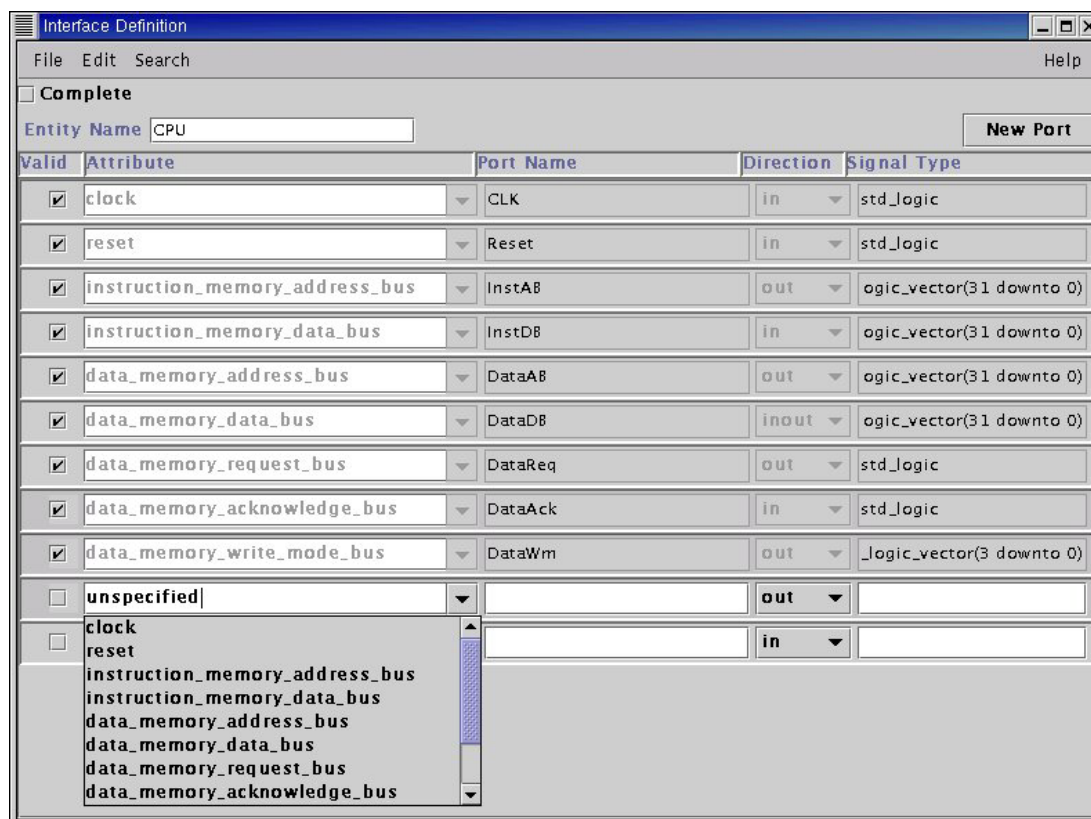 Interface Definition
File Edit Search Help
Complete
Entity Name CPU New Port
Valid Attribute Port Name Direction Signal Type
clock CLK in std_logic
reset Reset in std_logic
instruction_memory_address_bus InstAB out ogic_vector(31 downto 0)
instruction_memory_data_bus InstDB in ogic_vector(31 downto 0)
data_memory_address_bus DataAB out ogic_vector(31 downto 0)
data_memory_data_bus DataDB inout ogic_vector(31 downto 0)
data_memory_request_bus DataReq out std_logic
data_memory_acknowledge_bus DataAck in std_logic
data_memory_write_mode_bus DataWm out _logic_vector(3 downto 0)
unspecified out
clock
in
reset
instruction_memory_address_bus
instruction_memory_data_bus
data_memory_address_bus
data_memory_data_bus
data_memory_request_bus
data_memory_acknowledge_bus